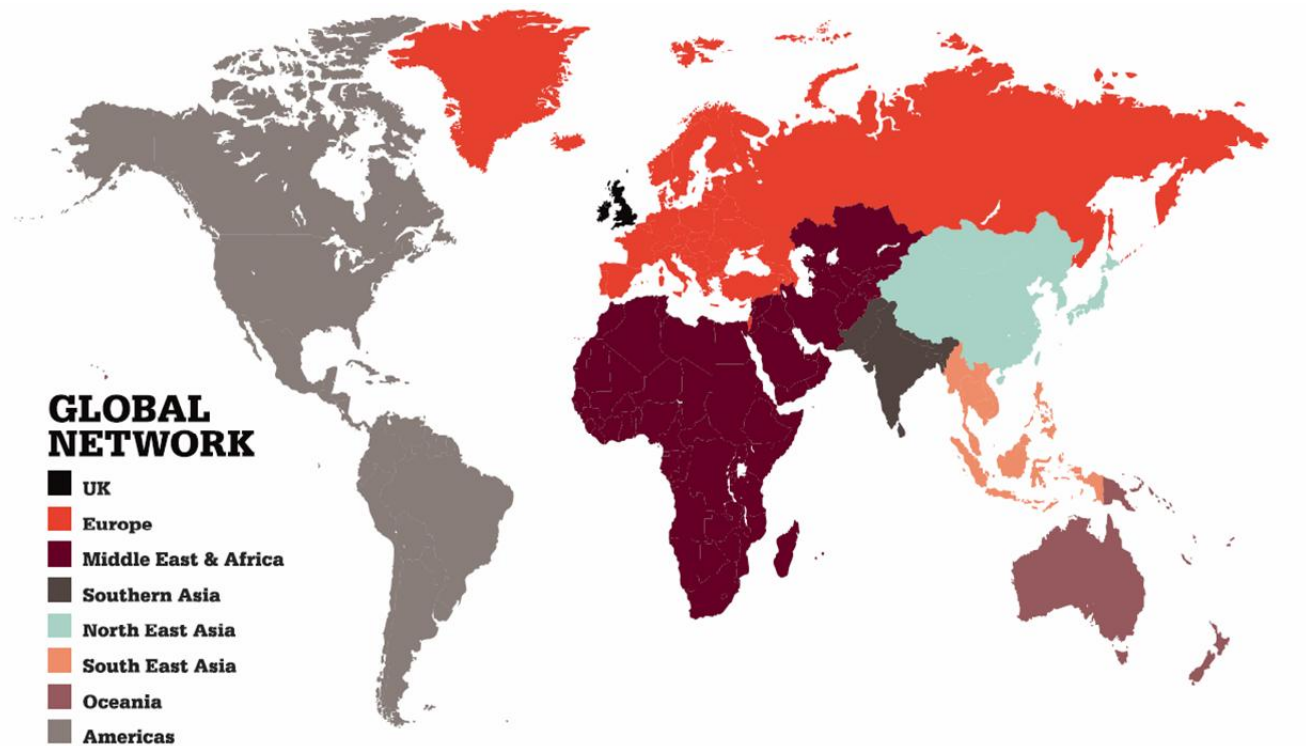 GLOBAL
NETWORK
UK
Europe
Middle East & Africa
Southern Asia
North East Asia
South East Asia
Oceania
Americas